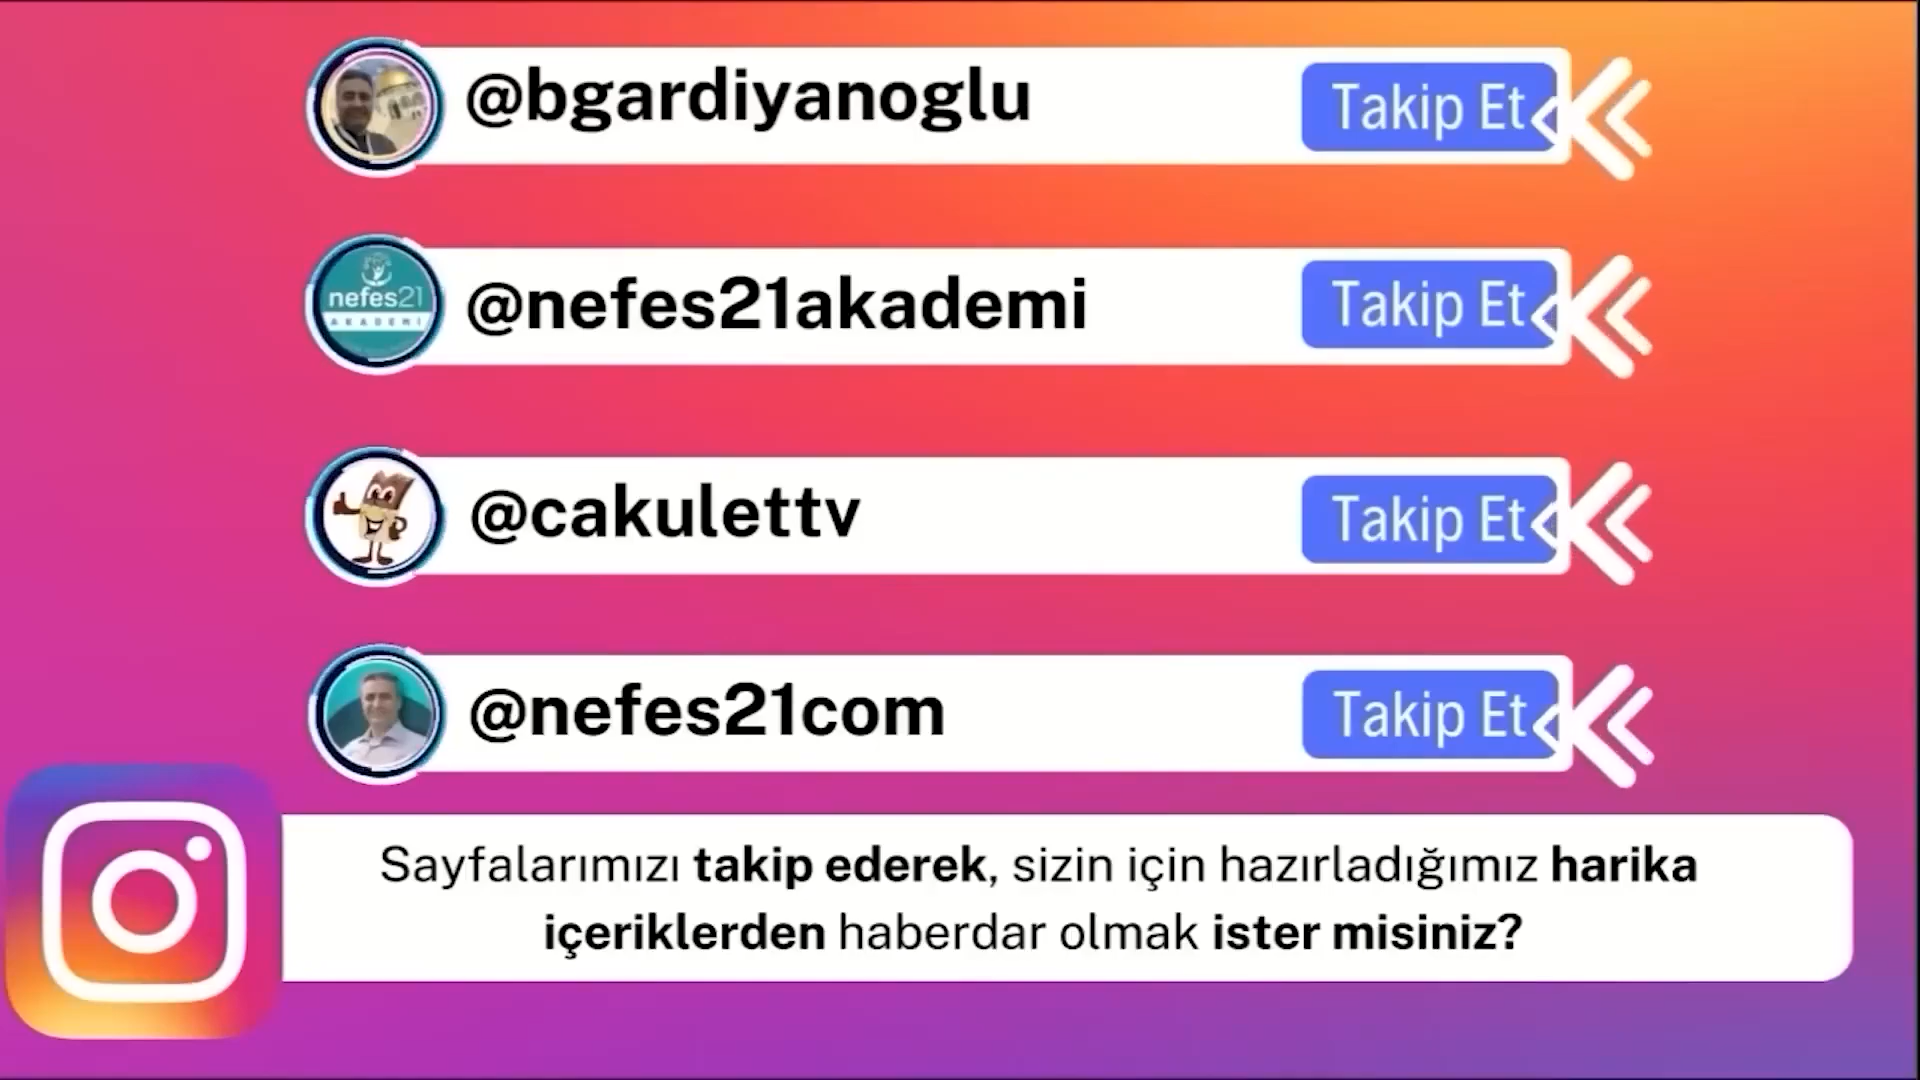 @bgardiyanoglu
Takip Et
nefes21
AKADEMİ
@nefes21akademi
Takip Et
@cakulettv
Takip Et
@nefes21com
Takip Et
Sayfalarımızı takip ederek, sizin için hazırladığımız harika
içeriklerden haberdar olmak ister misiniz?